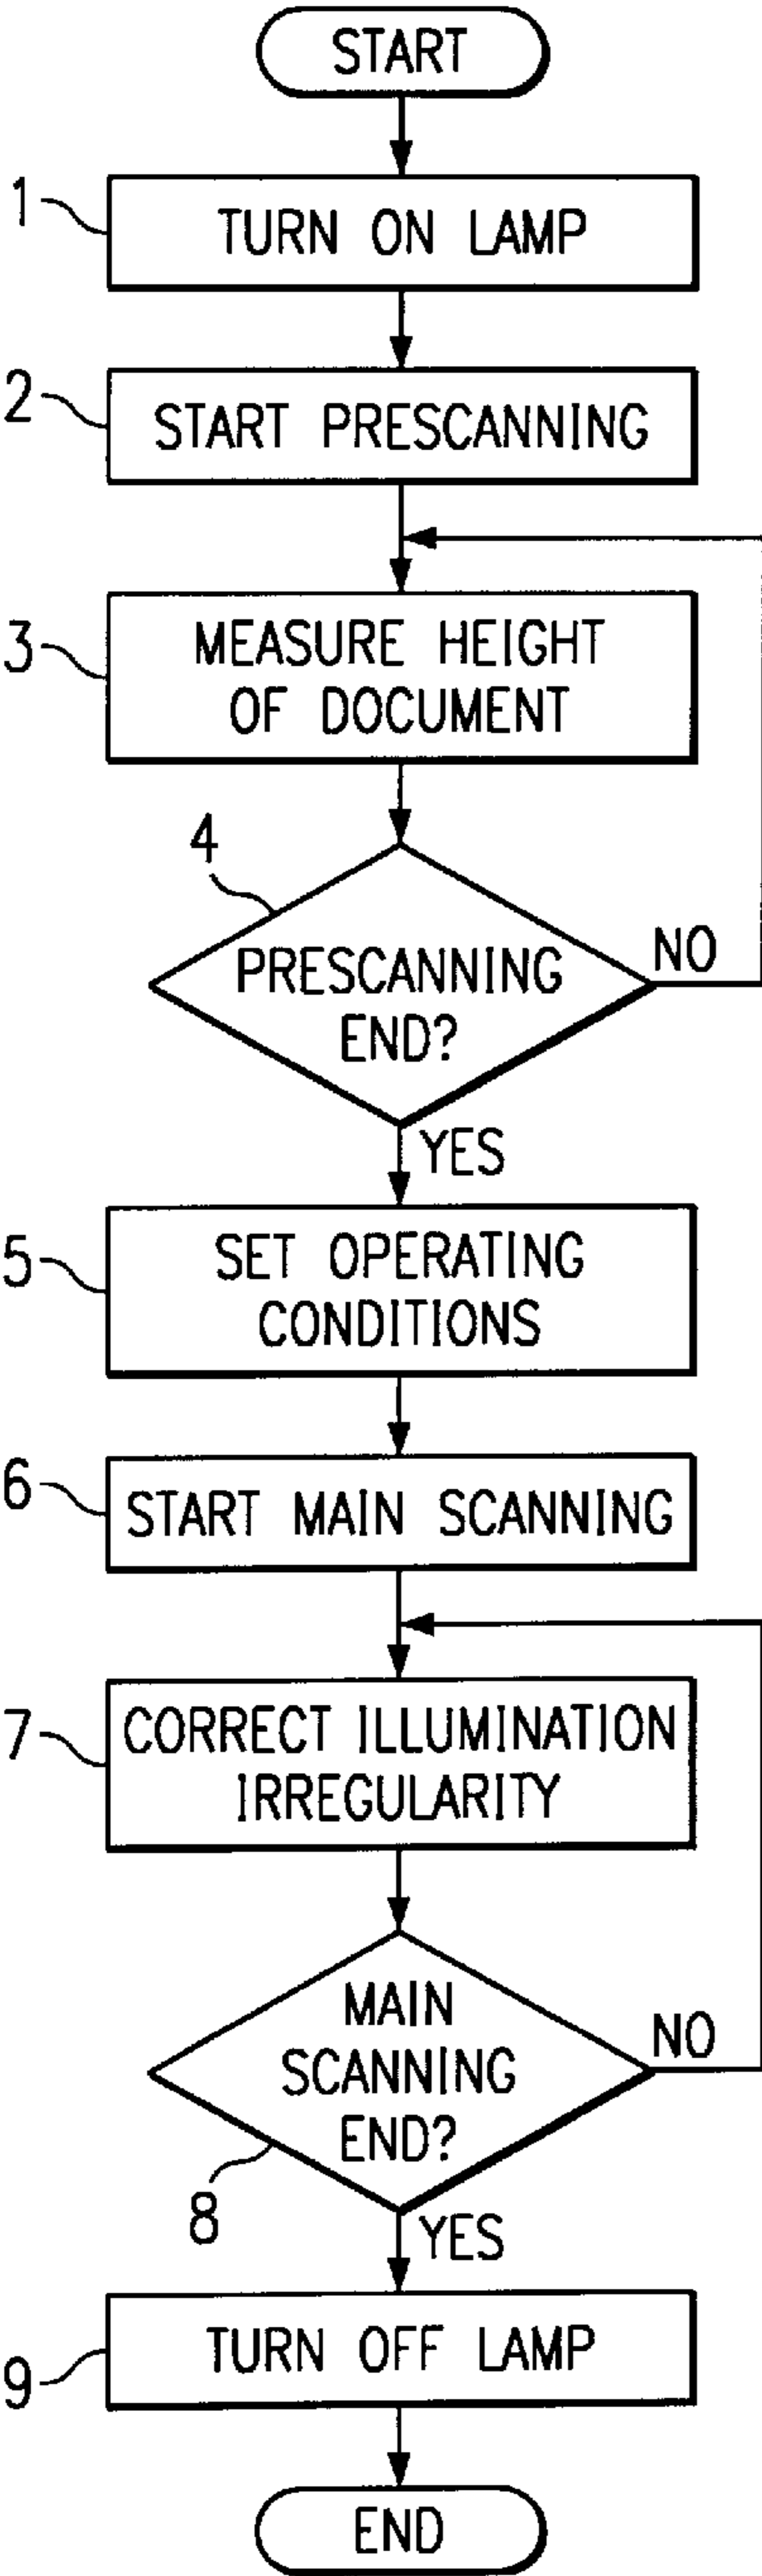 START
1
TURN ON LAMP
2
START PRESCANNING
3
MEASURE HEIGHT
OF DOCUMENT
4
PRESCANNING
END?
NO
YES
5
SET OPERATING
CONDITIONS
6
START MAIN SCANNING
7
CORRECT ILLUMINATION
IRREGULARITY
MAIN
SCANNING
END?
NO
8
YES
9
TURN OFF LAMP
END